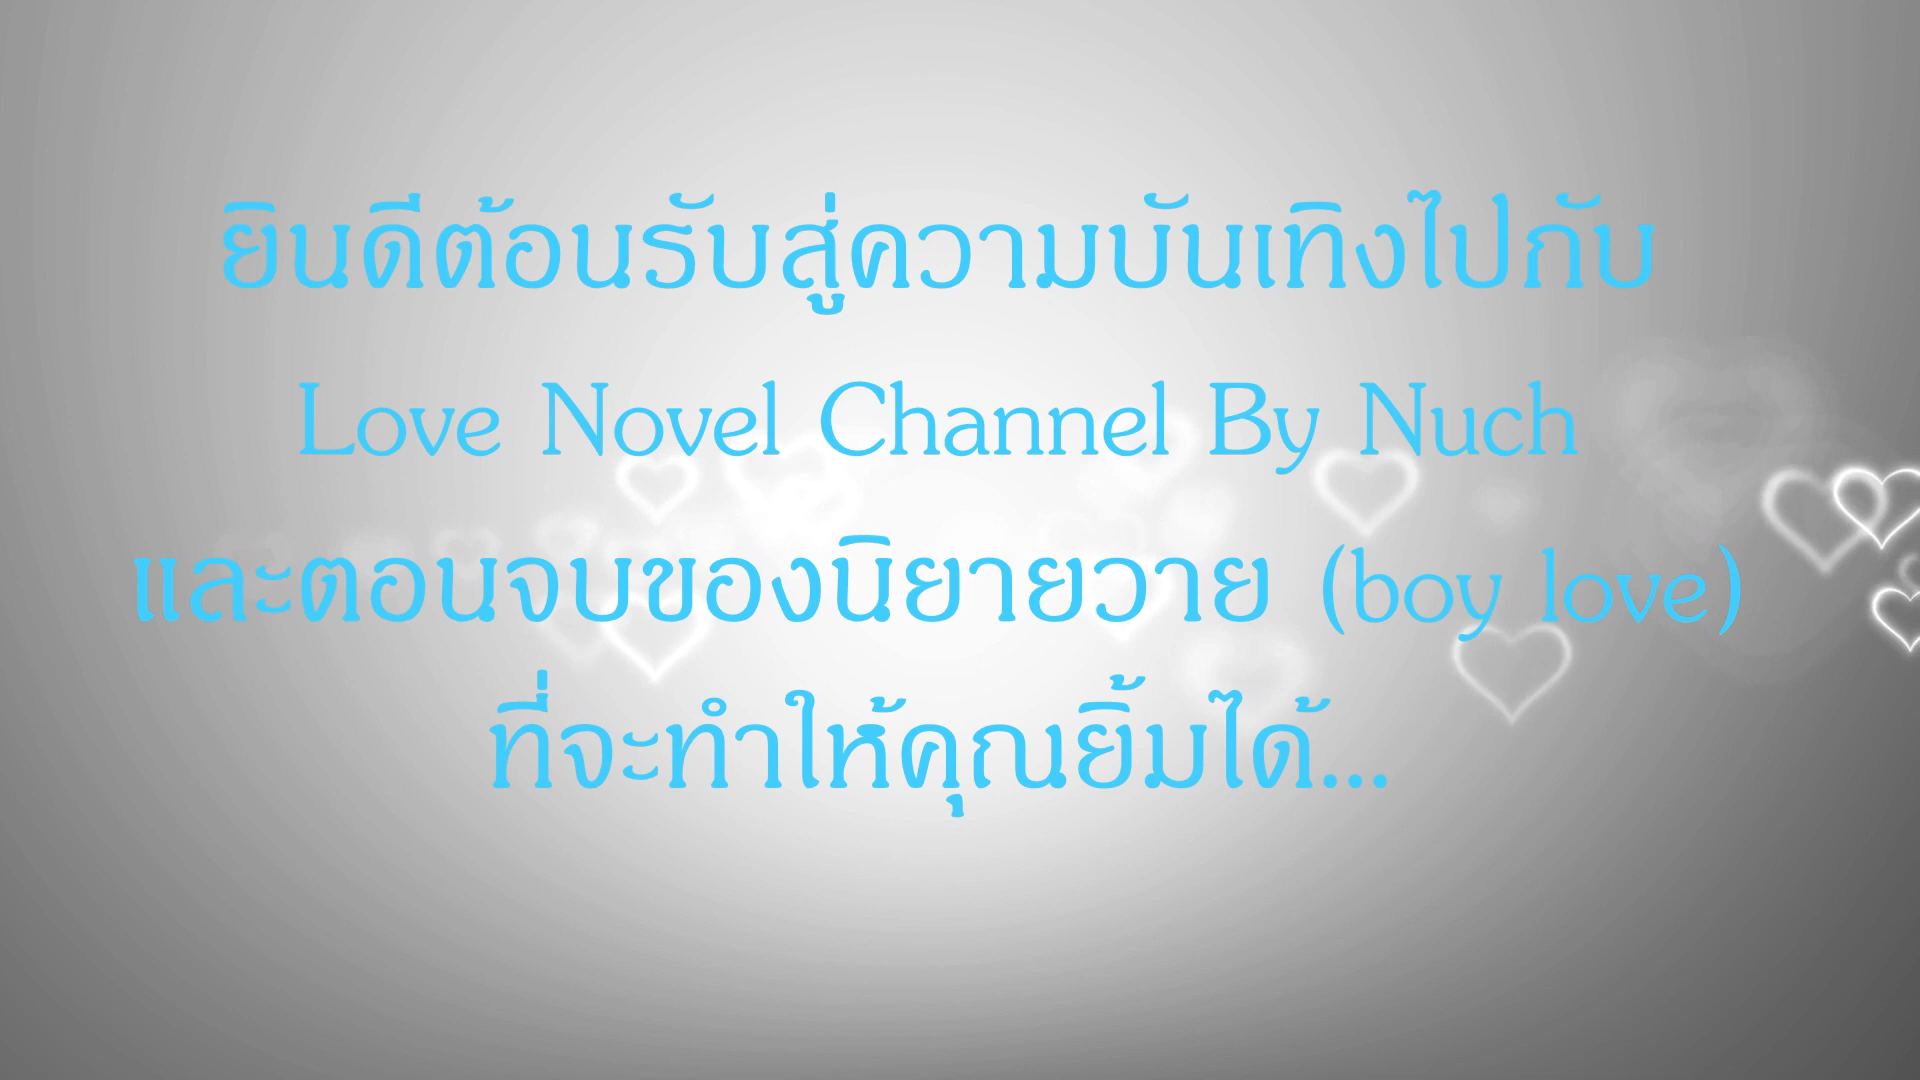 ยินดีต้อนรับสู่ความบันเทิงไปกับ
Love Novel Channel By Nuch
และตอนจบของนิยายวาย (boy love)
ที่จะทำให้คุณยิ้มได้...